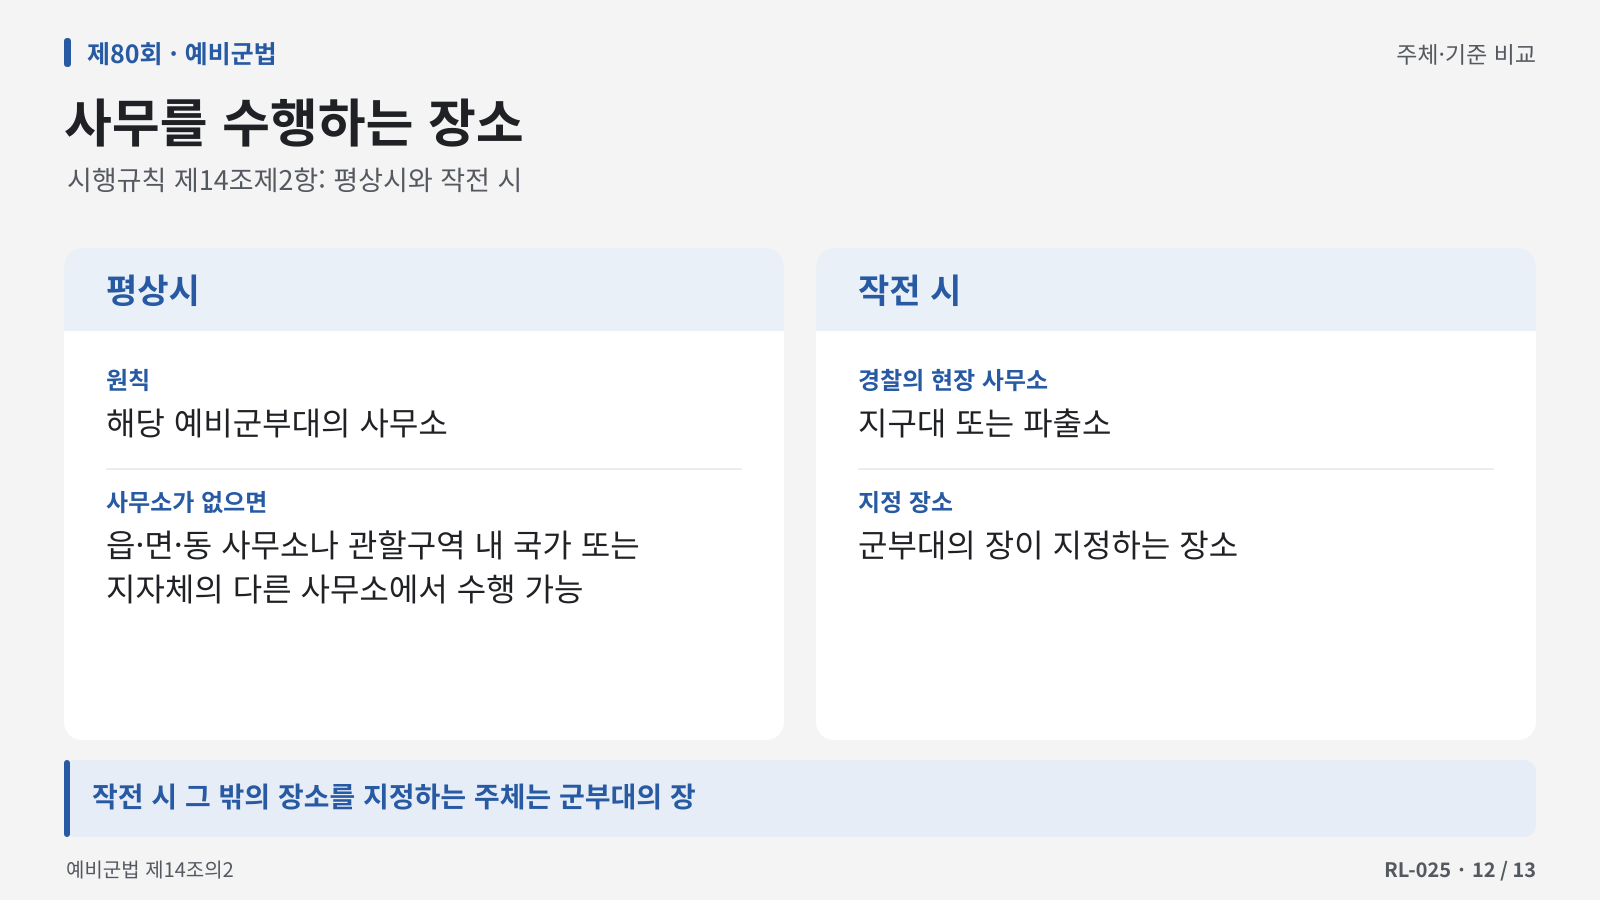 제80회 · 예비군법
주체·기준 비교
사무를 수행하는 장소
시행규칙 제14조제2항: 평상시와 작전 시
평상시
원칙
해당 예비군부대의 사무소
사무소가 없으면
읍·면·동 사무소나 관할구역 내 국가 또는
지자체의 다른 사무소에서 수행 가능
작전 시
경찰의 현장 사무소
지구대 또는 파출소
지정 장소
군부대의 장이 지정하는 장소
작전 시 그 밖의 장소를 지정하는 주체는 군부대의 장
예비군법 제14조의2
RL-025 · 12 / 13